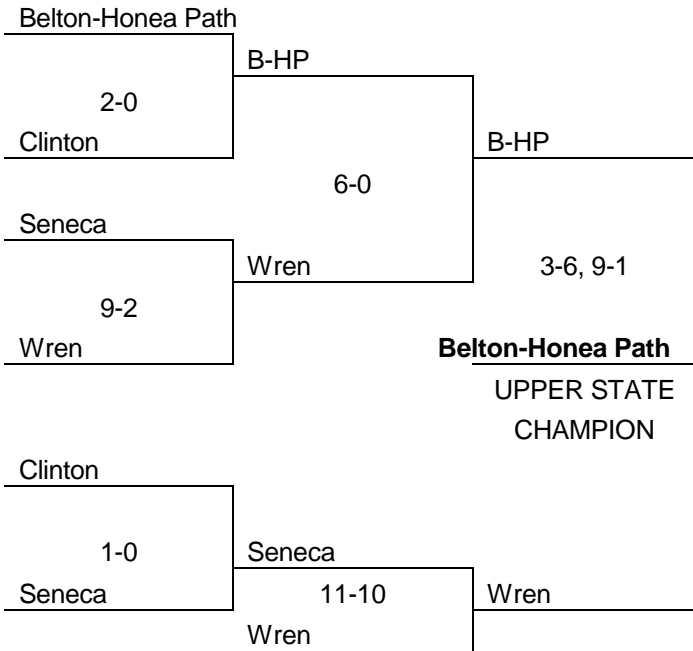 Belton-Honea Path
B-HP
2-0
Clinton
B-HP
6-0
Seneca
Wren
3-6, 9-1
9-2
Wren
Belton-Honea Path
UPPER STATE
CHAMPION
Clinton
1-0
Seneca
Seneca
11-10
Wren
Wren